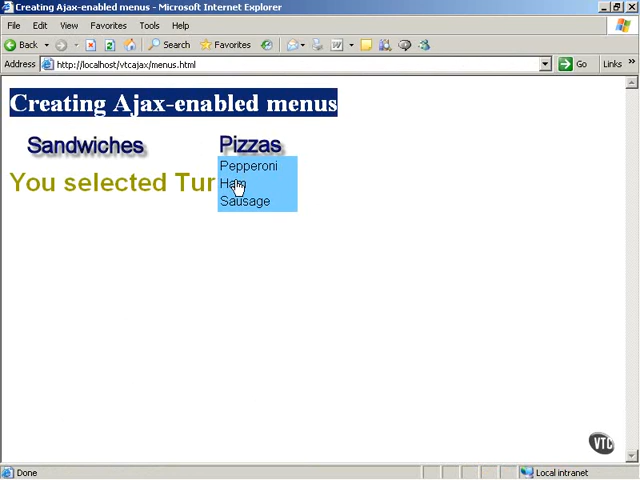 Creating Ajax-enabled menus - Microsoft Internet Explorer
File Edit View Favorites Tools Help
Back Search Favorites
Address http://localhost/vtcajax/menus.html Go Links »
Creating Ajax-enabled menus
Sandwiches Pizzas
Pepperoni
You selected Tur
Ham
Sausage
VTC
Done Local intranet